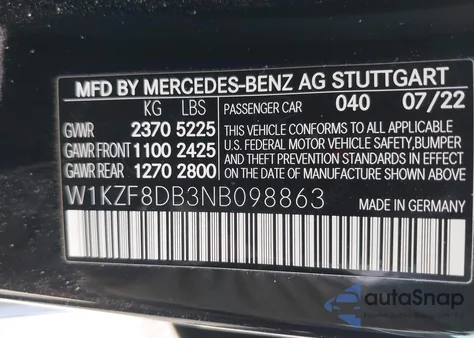 MFD BY MERCEDES-BENZ AG STUTTGART
KG LBS
PASSENGER CAR 040 07/22
GVWR 2370 5225
GAWR FRONT 1100 2425
GAWR REAR 1270 2800
THIS VEHICLE CONFORMS TO ALL APPLICABLE
U.S. FEDERAL MOTOR VEHICLE SAFETY,BUMPER
AND THEFT PREVENTION STANDARDS IN EFFECT
ON THE DATE OF MANUFACTURE SHOWN ABOVE.
W1KZF8DB3NB098863
MADE IN GERMANY
autoSnap